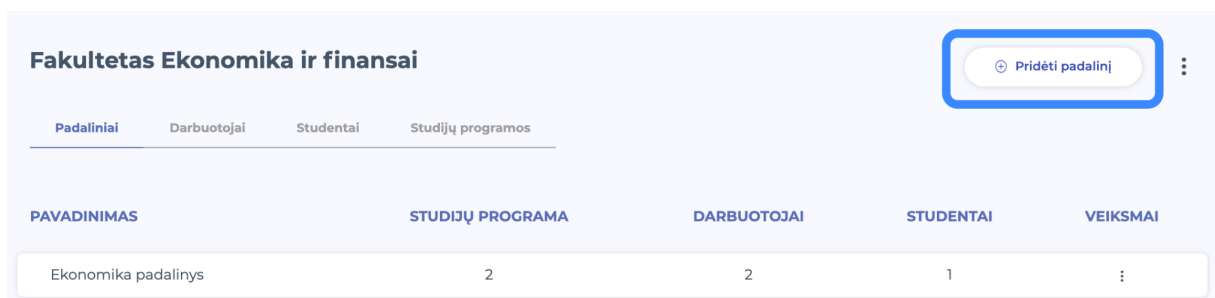 Fakultetas Ekonomika ir finansai
Pridėti padalinį
Padaliniai Darbuotojai Studentai Studijų programos
PAVADINIMAS STUDIJŲ PROGRAMA DARBUOTOJAI STUDENTAI VEIKSMAI
Ekonomika padalinys 2 2 1